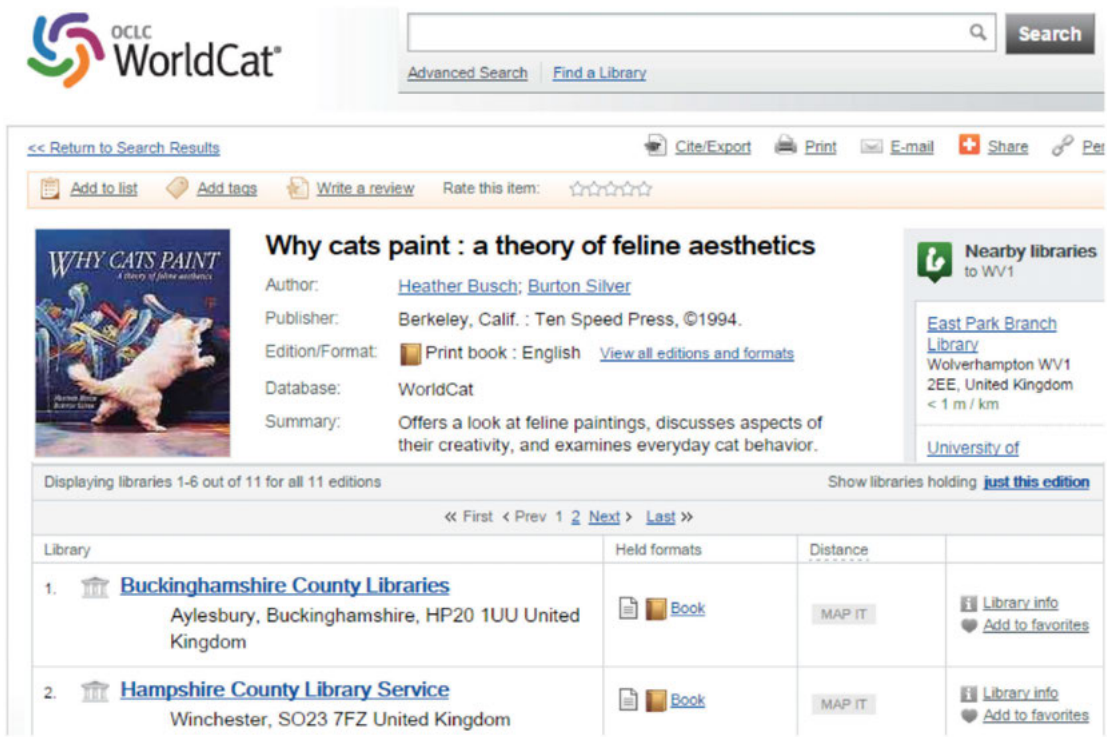 OCLC
WorldCat®
Search
Advanced Search
Find a Library
<< Return to Search Results
Cite/Export
Print
E-mail
Share
Per
Add to list
Add tags
Write a review
Rate this item:
WHY CATS PAINT
A theory of feline aesthetics
Heather Busch
Burton Silver
Why cats paint : a theory of feline aesthetics
Author: Heather Busch; Burton Silver
Publisher: Berkeley, Calif. : Ten Speed Press, ©1994.
Edition/Format: Print book : English View all editions and formats
Database: WorldCat
Summary: Offers a look at feline paintings, discusses aspects of
their creativity, and examines everyday cat behavior.
Nearby libraries
to WV1
East Park Branch
Library
Wolverhampton WV1
2EE, United Kingdom
< 1 m / km
University of
Displaying libraries 1-6 out of 11 for all 11 editions
Show libraries holding just this edition
« First ‹ Prev 1 2 Next › Last »
Library Held formats Distance
1. Buckinghamshire County Libraries
Aylesbury, Buckinghamshire, HP20 1UU United
Kingdom
Book
MAP IT
Library info
Add to favorites
2. Hampshire County Library Service
Winchester, SO23 7FZ United Kingdom
Book
MAP IT
Library info
Add to favorites